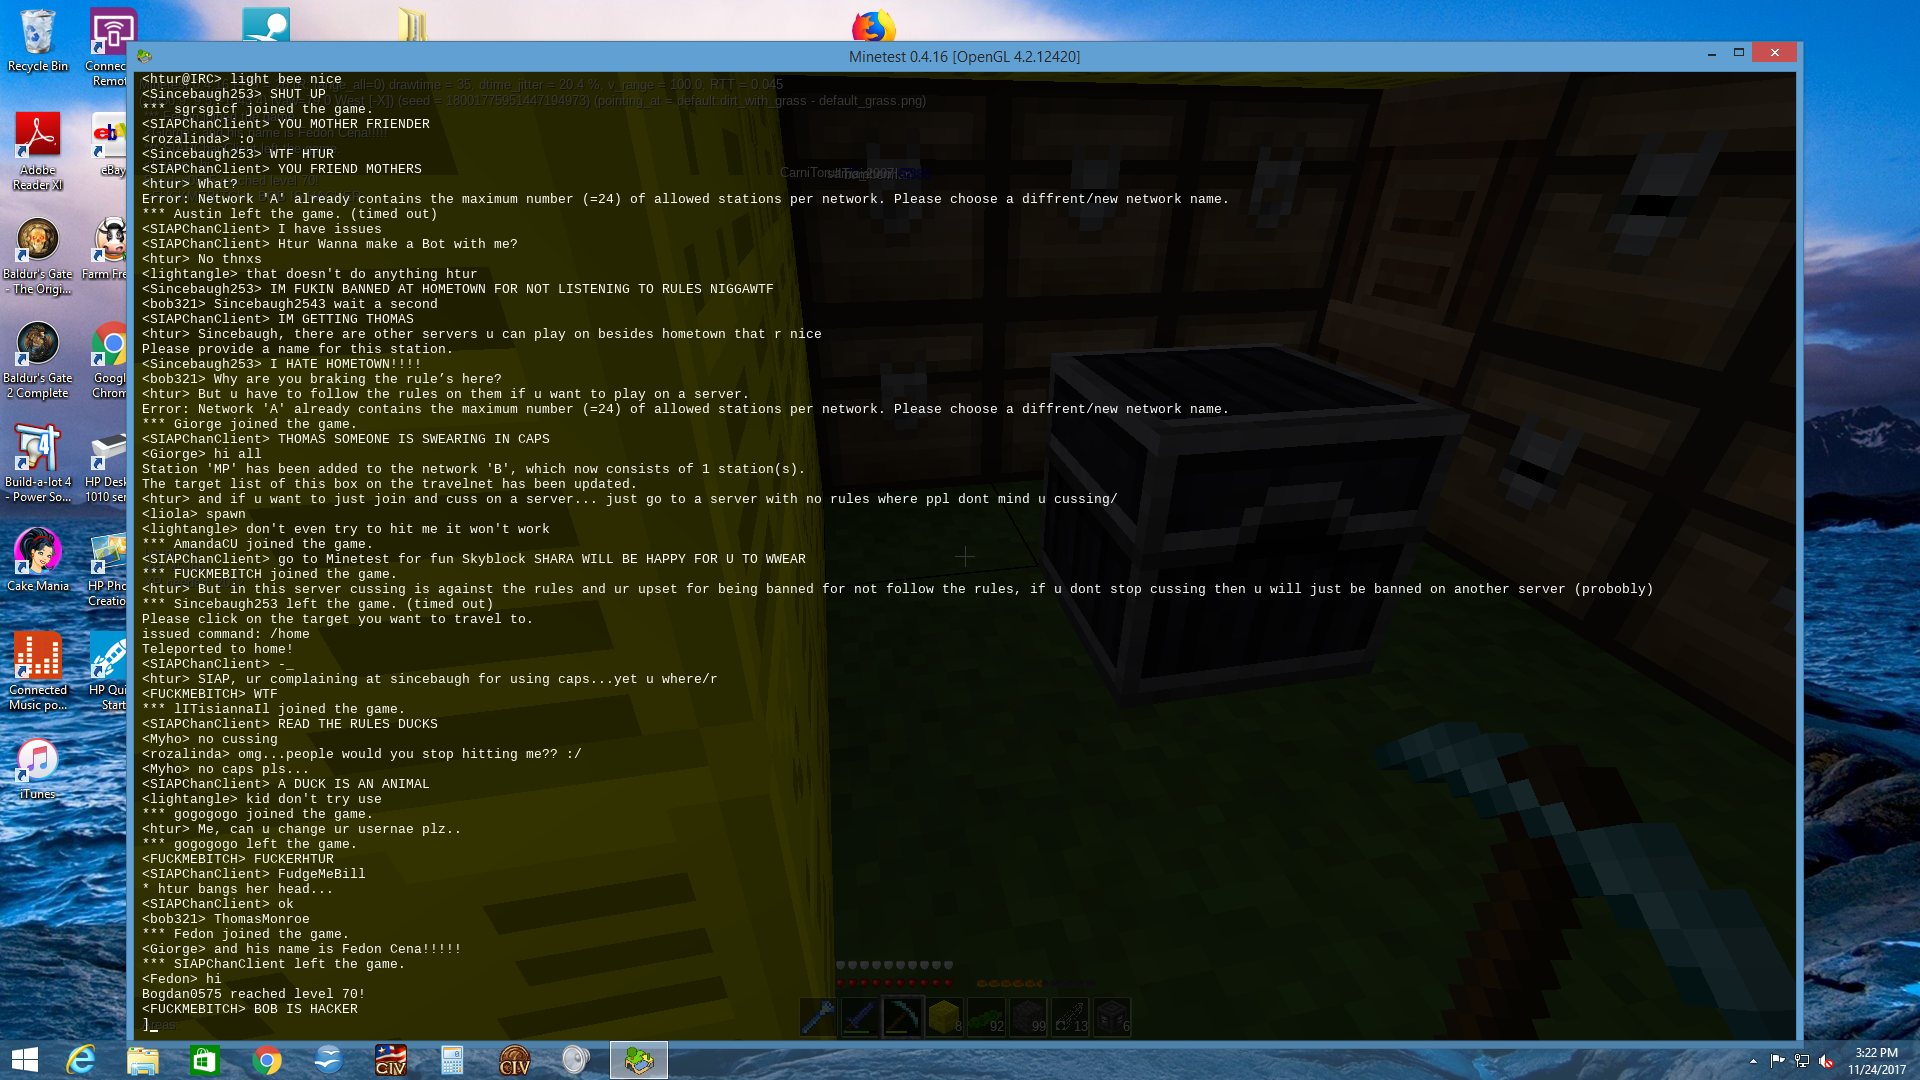 Minetest 0.4.16 [OpenGL 4.2.12420]
<htur@IRC> light bee nice
<Sincebaugh253> SHUT UP
*** sgrsgicf joined the game.
<SIAPChanClient> YOU MOTHER FRIENDER
<rozalinda> :o
<Sincebaugh253> WTF HTUR
<SIAPChanClient> YOU FRIEND MOTHERS
<htur> What?
Error: Network 'A' already contains the maximum number (=24) of allowed stations per network. Please choose a diffrent/new network name.
*** Austin left the game. (timed out)
<SIAPChanClient> I have issues
<SIAPChanClient> Htur Wanna make a Bot with me?
<htur> No thnxs
<lightangle> that doesn't do anything htur
<Sincebaugh253> IM FUKIN BANNED AT HOMETOWN FOR NOT LISTENING TO RULES NIGGAWTF
<bob321> Sincebaugh2543 wait a second
<SIAPChanClient> IM GETTING THOMAS
<htur> Sincebaugh, there are other servers u can play on besides hometown that r nice
Please provide a name for this station.
<Sincebaugh253> I HATE HOMETOWN!!!!
<bob321> Why are you braking the rule’s here?
<htur> But u have to follow the rules on them if u want to play on a server.
Error: Network 'A' already contains the maximum number (=24) of allowed stations per network. Please choose a diffrent/new network name.
*** Giorge joined the game.
<SIAPChanClient> THOMAS SOMEONE IS SWEARING IN CAPS
<Giorge> hi all
Station 'MP' has been added to the network 'B', which now consists of 1 station(s).
The target list of this box on the travelnet has been updated.
<htur> and if u want to just join and cuss on a server... just go to a server with no rules where ppl dont mind u cussing/
<liola> spawn
<lightangle> don't even try to hit me it won't work
*** AmandaCU joined the game.
<SIAPChanClient> go to Minetest for fun Skyblock SHARA WILL BE HAPPY FOR U TO WWEAR
*** FUCKMEBITCH joined the game.
<htur> But in this server cussing is against the rules and ur upset for being banned for not follow the rules, if u dont stop cussing then u will just be banned on another server (probobly)
*** Sincebaugh253 left the game. (timed out)
Please click on the target you want to travel to.
issued command: /home
Teleported to home!
<SIAPChanClient> -_
<htur> SIAP, ur complaining at sincebaugh for using caps...yet u where/r
<FUCKMEBITCH> WTF
*** lITisiannaIl joined the game.
<SIAPChanClient> READ THE RULES DUCKS
<Myho> no cussing
<rozalinda> omg...people would you stop hitting me?? :/
<Myho> no caps pls...
<SIAPChanClient> A DUCK IS AN ANIMAL
<lightangle> kid don't try use
*** gogogogo joined the game.
<htur> Me, can u change ur usernae plz..
*** gogogogo left the game.
<FUCKMEBITCH> FUCKERHTUR
<SIAPChanClient> FudgeMeBill
* htur bangs her head...
<SIAPChanClient> ok
<bob321> ThomasMonroe
*** Fedon joined the game.
<Giorge> and his name is Fedon Cena!!!!!
*** SIAPChanClient left the game.
<Fedon> hi
Bogdan0575 reached level 70!
<FUCKMEBITCH> BOB IS HACKER
]_
8 92 99 13 6
Recycle Bin
Adobe
Reader XI
eBay
Baldur's Gate
- The Origi...
Farm Fre
Baldur's Gate
2 Complete
Googl
Chrom
Build-a-lot 4
- Power So...
HP Desk
1010 ser
Cake Mania
HP Pho
Creatio
Connected
Music po...
HP Qui
Start
iTunes
Connec
Remot
3:22 PM
11/24/2017